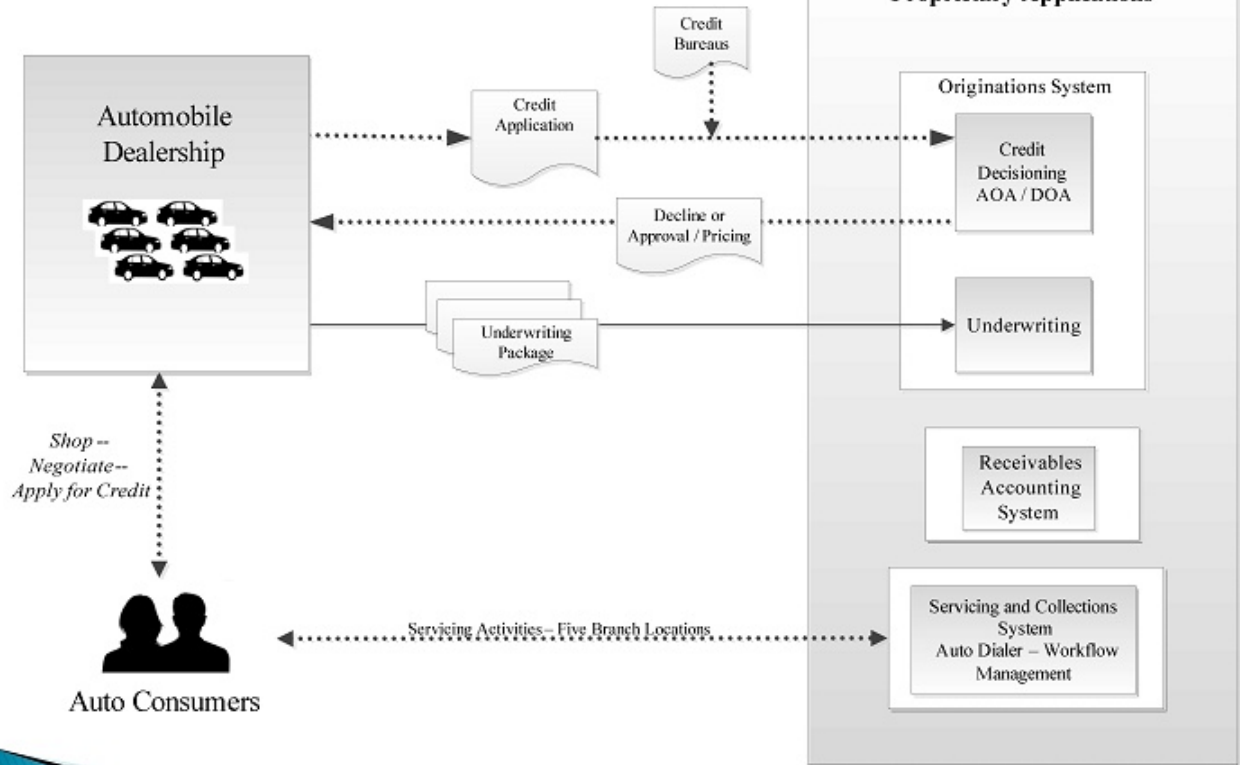 Credit
Bureaus
Automobile
Dealership
Credit
Application
Originations System
Credit
Decisioning
AOA / DOA
Decline or
Approval / Pricing
Underwriting
Package
Underwriting
Shop --
Negotiate--
Apply for Credit
Receivables
Accounting
System
Servicing Activities – Five Branch Locations
Servicing and Collections
System
Auto Dialer – Workflow
Management
Auto Consumers